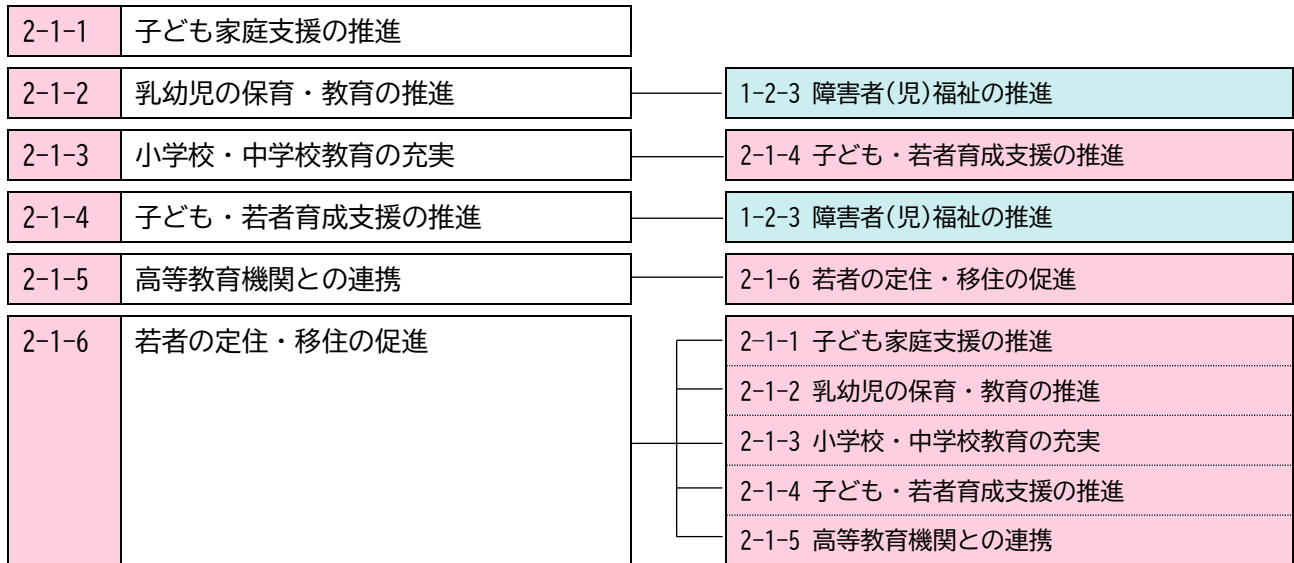 2-1-1 子ども家庭支援の推進
2-1-2 乳幼児の保育・教育の推進 1-2-3 障害者(児)福祉の推進
2-1-3 小学校・中学校教育の充実 2-1-4 子ども・若者育成支援の推進
2-1-4 子ども・若者育成支援の推進 1-2-3 障害者(児)福祉の推進
2-1-5 高等教育機関との連携 2-1-6 若者の定住・移住の促進
2-1-6 若者の定住・移住の促進 2-1-1 子ども家庭支援の推進
2-1-2 乳幼児の保育・教育の推進
2-1-3 小学校・中学校教育の充実
2-1-4 子ども・若者育成支援の推進
2-1-5 高等教育機関との連携